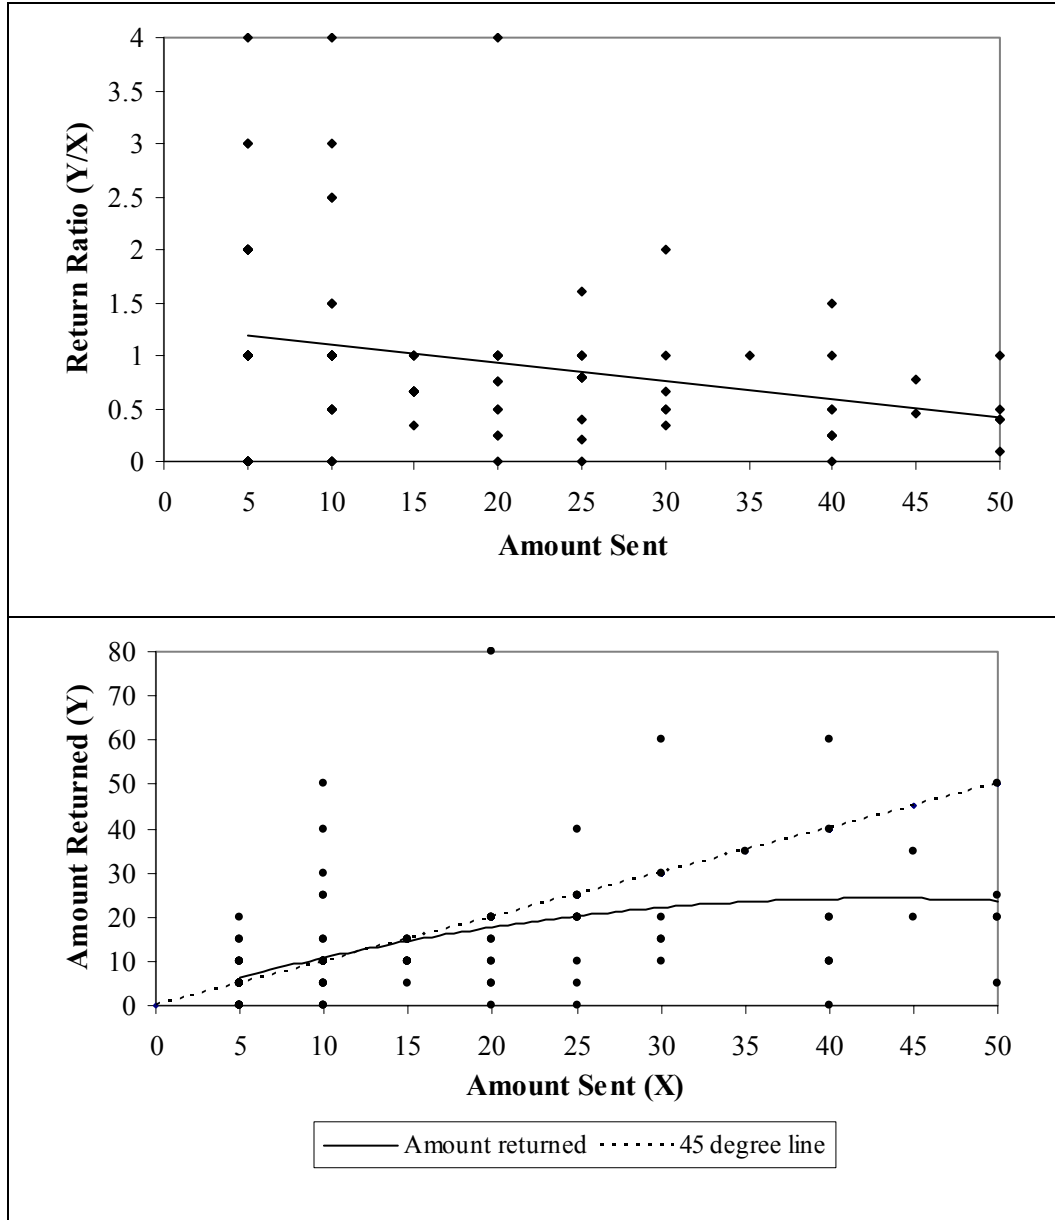 4
3.5
3
2.5
2
1.5
1
0.5
0
Return Ratio (Y/X)
0 5 10 15 20 25 30 35 40 45 50
Amount Sent
80
70
60
50
40
30
20
10
0
Amount Returned (Y)
0 5 10 15 20 25 30 35 40 45 50
Amount Sent (X)
Amount returned 45 degree line